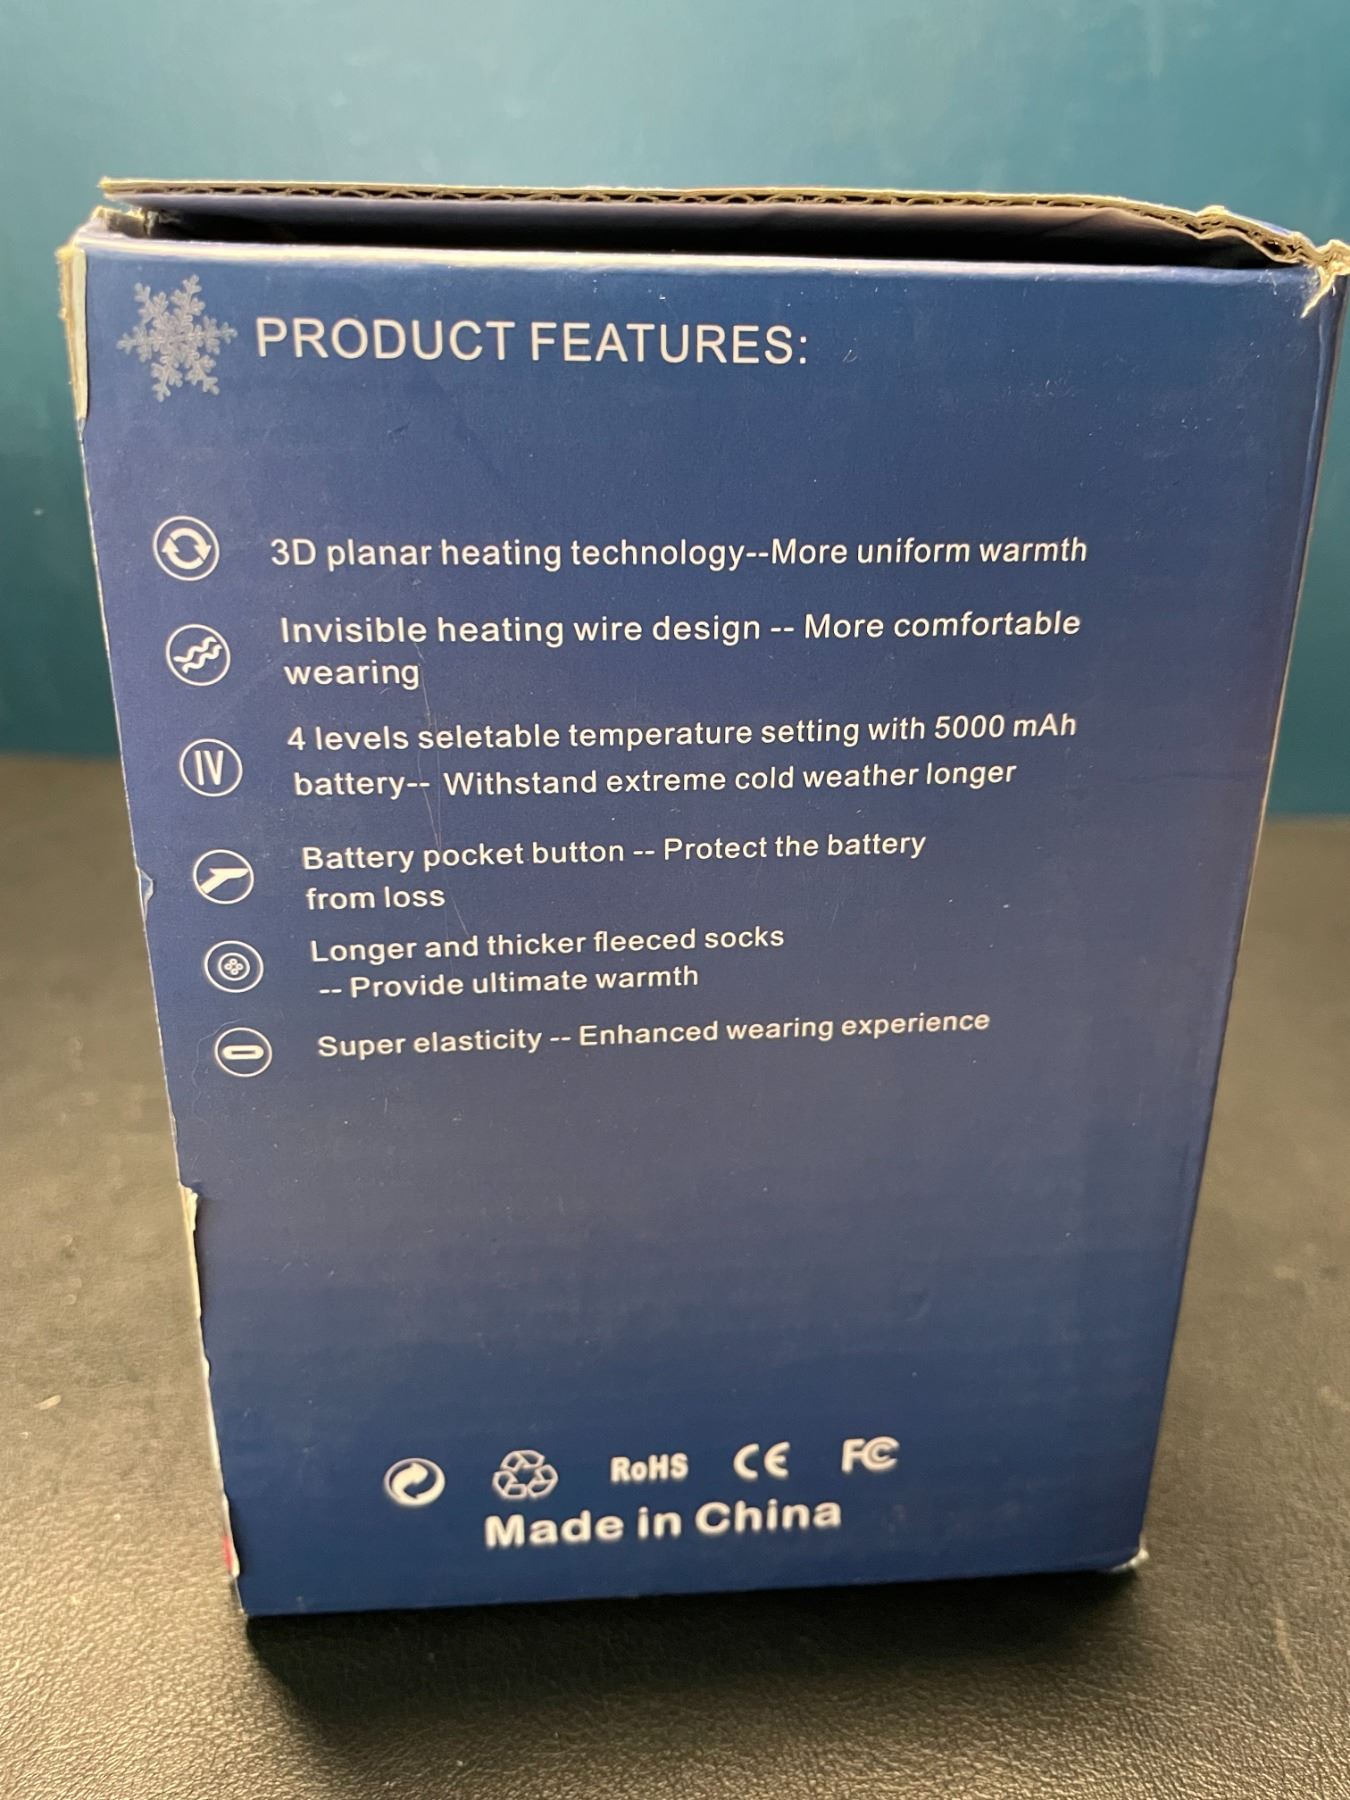 PRODUCT FEATURES:
3D planar heating technology--More uniform warmth
Invisible heating wire design -- More comfortable
wearing
IV
4 levels seletable temperature setting with 5000 mAh
battery-- Withstand extreme cold weather longer
Battery pocket button -- Protect the battery
from loss
Longer and thicker fleeced socks
-- Provide ultimate warmth
Super elasticity -- Enhanced wearing experience
RoHS CE FC
Made in China